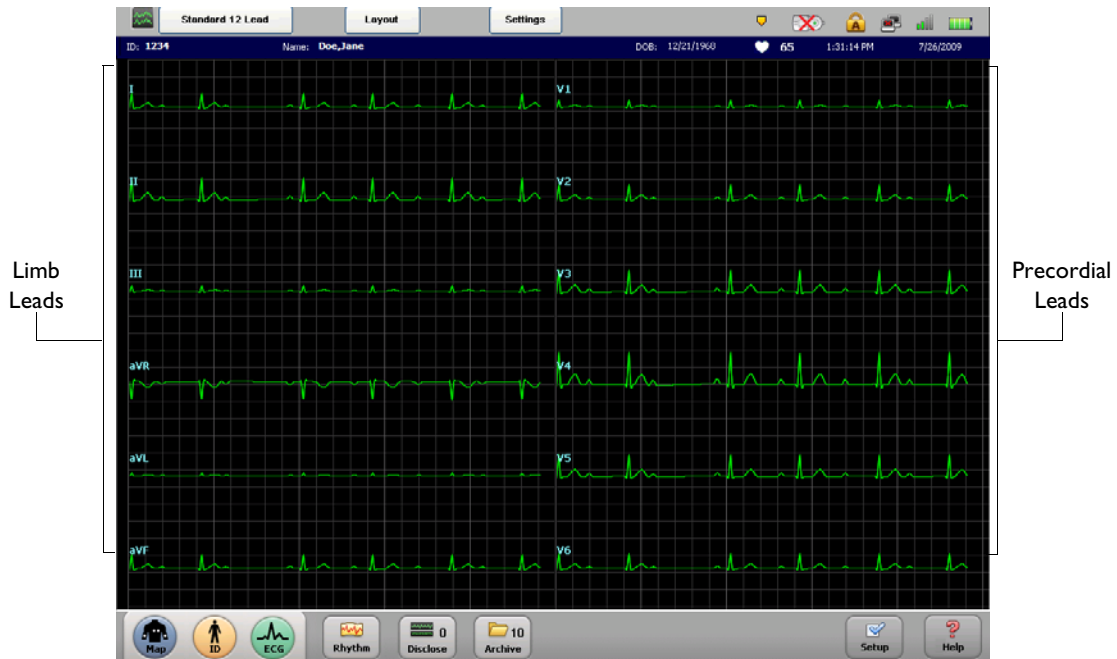 Standard 12 Lead Layout Settings
A
ID: 1234 Name: Doe,Jane DOB: 12/21/1960 65 1:31:14 PM 7/26/2009
I V1
II V2
III V3
Limb
Leads
Precordial
Leads
aVR V4
aVL V5
aVF V6
Map ID ECG Rhythm 0 Disclose 10 Archive Setup ? Help